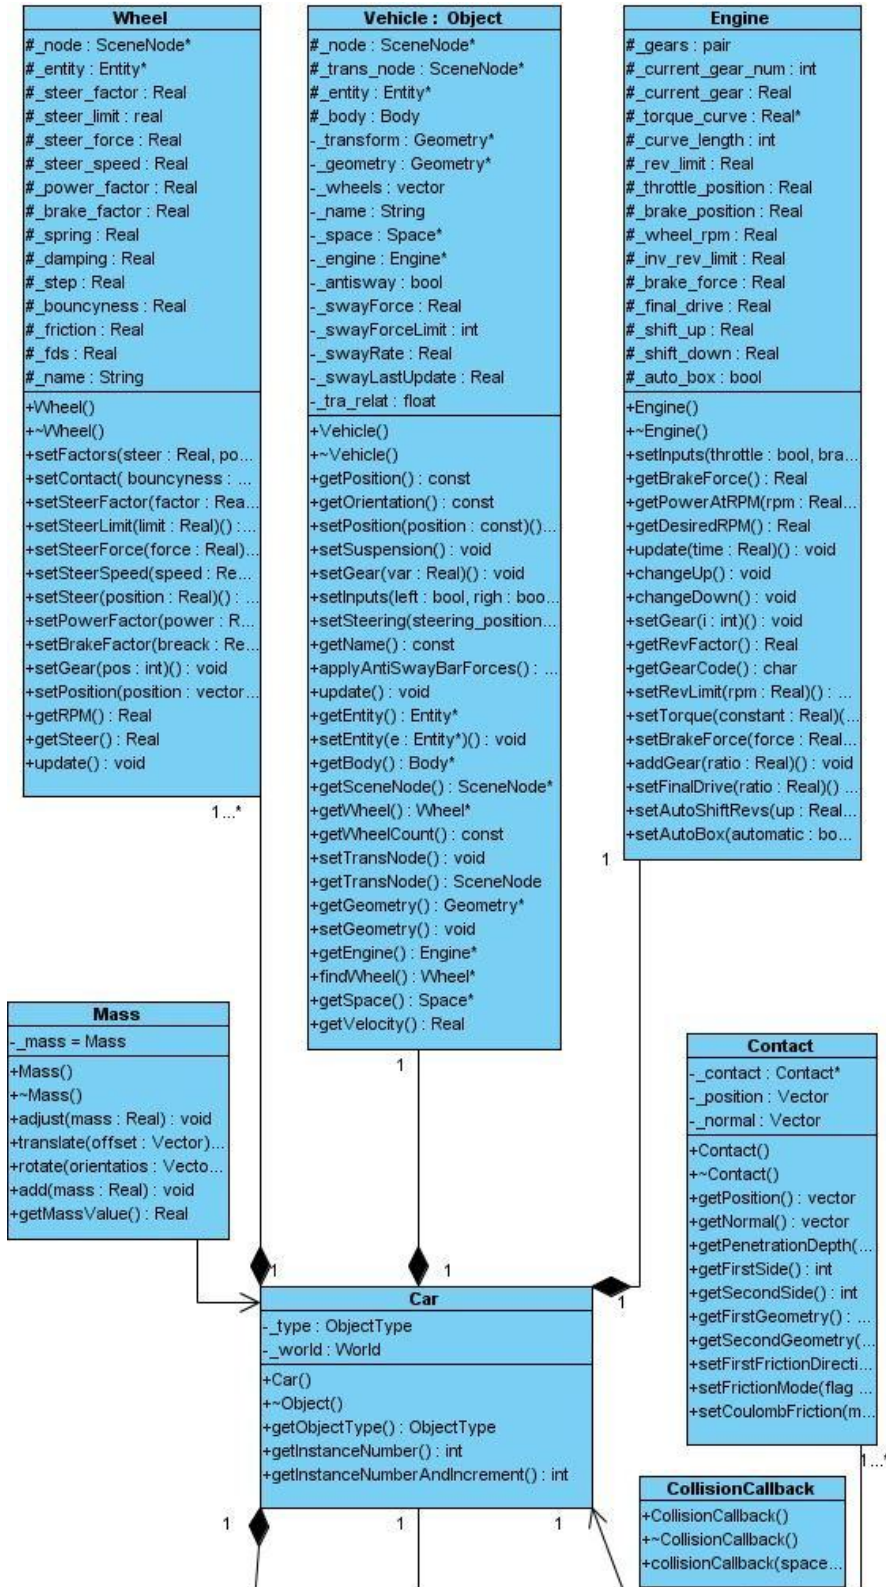 Wheel
#_node : SceneNode*
#_entity : Entity*
#_steer_factor : Real
#_steer_limit : real
#_steer_force : Real
#_steer_speed : Real
#_power_factor : Real
#_brake_factor : Real
#_spring : Real
#_damping : Real
#_step : Real
#_bouncyness : Real
#_friction : Real
#_fds : Real
#_name : String
+Wheel()
+~Wheel()
+setFactors(steer : Real, po...
+setContact( bouncyness : ...
+setSteerFactor(factor : Rea...
+setSteerLimit(limit : Real)() : ...
+setSteerForce(force : Real)...
+setSteerSpeed(speed : Re...
+setSteer(position : Real)() : ...
+setPowerFactor(power : R...
+setBrakeFactor(breack : Re...
+setGear(pos : int)() : void
+setPosition(position : vector...
+getRPM() : Real
+getSteer() : Real
+update() : void
1...*
Vehicle : Object
#_node : SceneNode*
#_trans_node : SceneNode*
#_entity : Entity*
#_body : Body
-_transform : Geometry*
-_geometry : Geometry*
-_wheels : vector
-_name : String
-_space : Space*
-_engine : Engine*
-_antisway : bool
-_swayForce : Real
-_swayForceLimit : int
-_swayRate : Real
-_swayLastUpdate : Real
-_tra_relat : float
+Vehicle()
+~Vehicle()
+getPosition() : const
+getOrientation() : const
+setPosition(position : const)()...
+setSuspension() : void
+setGear(var : Real)() : void
+setInputs(left : bool, righ : boo...
+setSteering(steering_position...
+getName() : const
+applyAntiSwayBarForces() : ...
+update() : void
+getEntity() : Entity*
+setEntity(e : Entity*)() : void
+getBody() : Body*
+getSceneNode() : SceneNode*
+getWheel() : Wheel*
+getWheelCount() : const
+setTransNode() : void
+getTransNode() : SceneNode
+getGeometry() : Geometry*
+setGeometry() : void
+getEngine() : Engine*
+findWheel() : Wheel*
+getSpace() : Space*
+getVelocity() : Real
1
Engine
#_gears : pair
#_current_gear_num : int
#_current_gear : Real
#_torque_curve : Real*
#_curve_length : int
#_rev_limit : Real
#_throttle_position : Real
#_brake_position : Real
#_wheel_rpm : Real
#_inv_rev_limit : Real
#_brake_force : Real
#_final_drive : Real
#_shift_up : Real
#_shift_down : Real
#_auto_box : bool
+Engine()
+~Engine()
+setInputs(throttle : bool, bra...
+getBrakeForce() : Real
+getPowerAtRPM(rpm : Real...
+getDesiredRPM() : Real
+update(time : Real)() : void
+changeUp() : void
+changeDown() : void
+setGear(i : int)() : void
+getRevFactor() : Real
+getGearCode() : char
+setRevLimit(rpm : Real)() : ...
+setTorque(constant : Real)(...
+setBrakeForce(force : Real...
+addGear(ratio : Real)() : void
+setFinalDrive(ratio : Real)() ...
+setAutoShiftRevs(up : Real...
+setAutoBox(automatic : bo...
1
Mass
-_mass = Mass
+Mass()
+~Mass()
+adjust(mass : Real) : void
+translate(offset : Vector)...
+rotate(orientatios : Vecto...
+add(mass : Real) : void
+getMassValue() : Real
Contact
-_contact : Contact*
-_position : Vector
-_normal : Vector
+Contact()
+~Contact()
+getPosition() : vector
+getNormal() : vector
+getPenetrationDepth(...
+getFirstSide() : int
+getSecondSide() : int
+getFirstGeometry() : ...
+getSecondGeometry(...
+setFirstFrictionDirecti...
+setFrictionMode(flag ...
+setCoulombFriction(m...
1...*
1
1
1
Car
-_type : ObjectType
-_world : World
+Car()
+~Object()
+getObjectType() : ObjectType
+getInstanceNumber() : int
+getInstanceNumberAndIncrement() : int
1
1
1
CollisionCallback
+CollisionCallback()
+~CollisionCallback()
+collisionCallback(space...